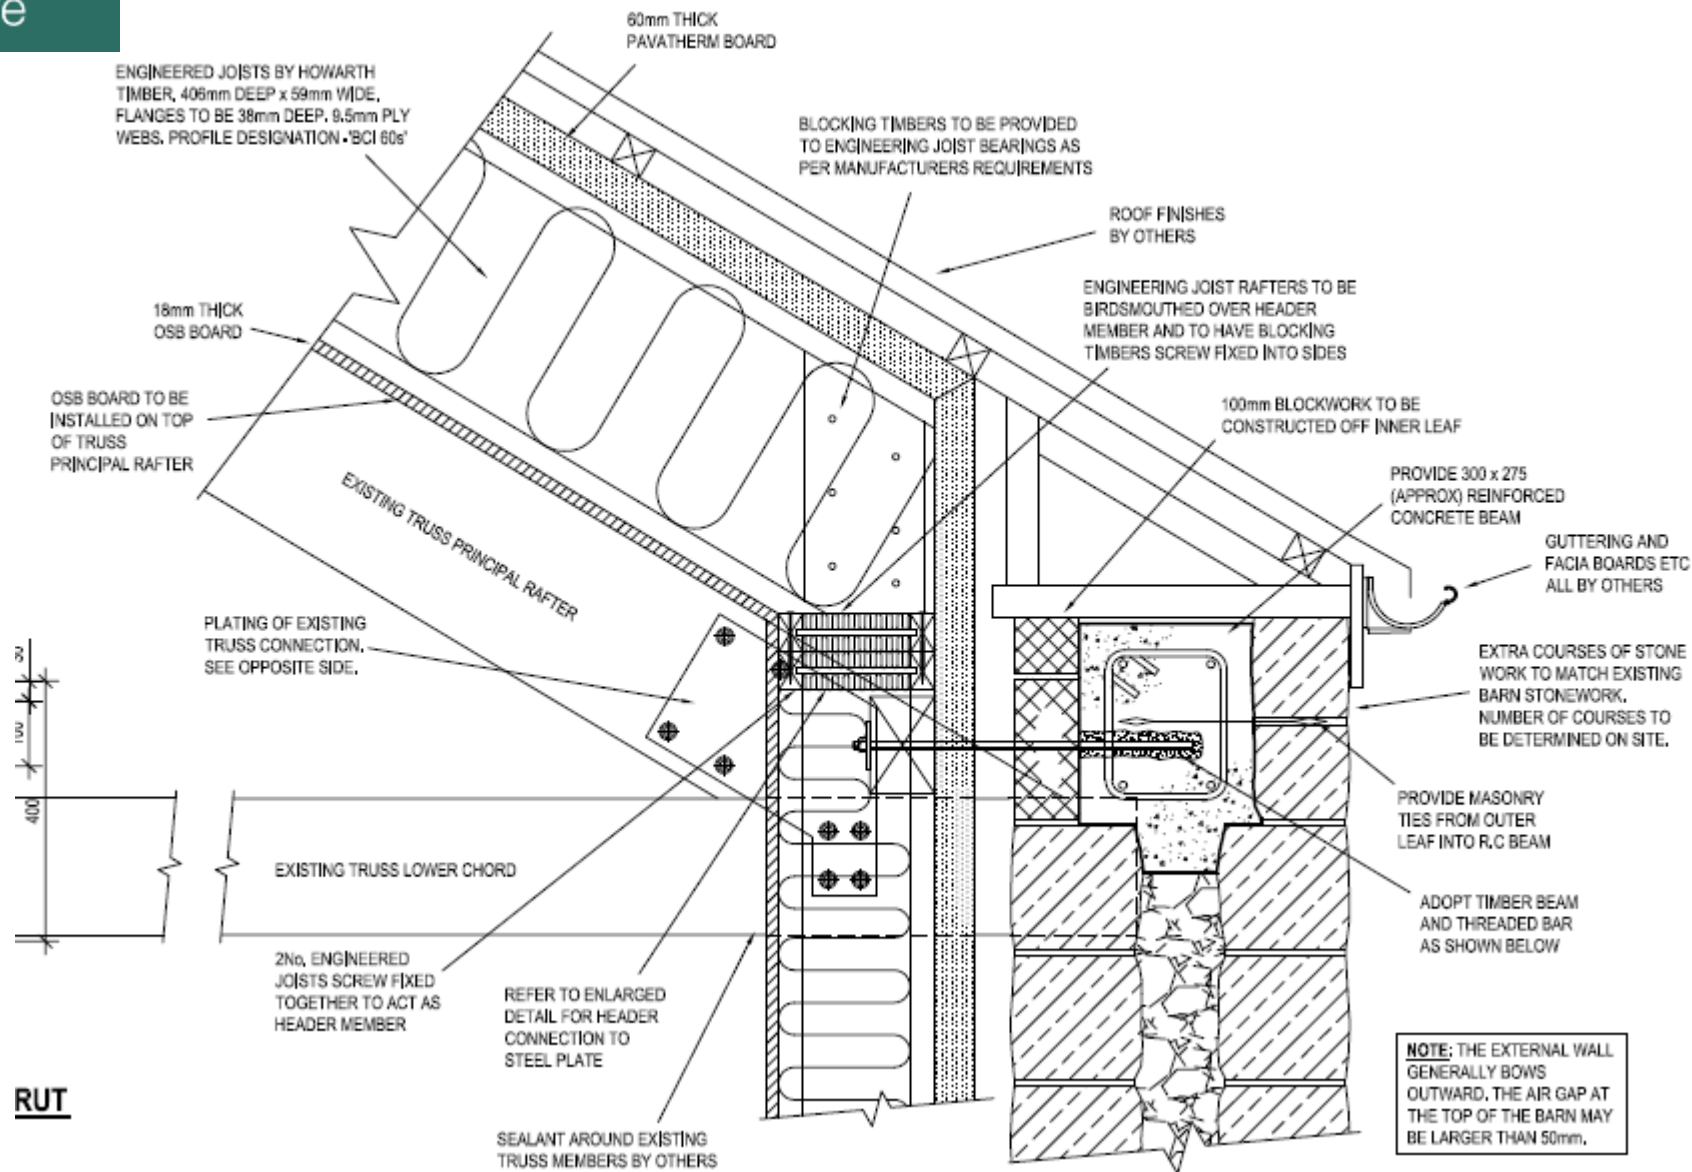 e
60mm THICK
PAVATHERM BOARD
ENGINEERED JOISTS BY HOWARTH
TIMBER, 406mm DEEP x 59mm WIDE,
FLANGES TO BE 38mm DEEP. 9.5mm PLY
WEBS. PROFILE DESIGNATION - 'BCI 60s'
BLOCKING TIMBERS TO BE PROVIDED
TO ENGINEERING JOIST BEARINGS AS
PER MANUFACTURERS REQUIREMENTS
ROOF FINISHES
BY OTHERS
ENGINEERING JOIST RAFTERS TO BE
BIRDSMOUTHED OVER HEADER
MEMBER AND TO HAVE BLOCKING
TIMBERS SCREW FIXED INTO SIDES
18mm THICK
OSB BOARD
OSB BOARD TO BE
INSTALLED ON TOP
OF TRUSS
PRINCIPAL RAFTER
100mm BLOCKWORK TO BE
CONSTRUCTED OFF INNER LEAF
PROVIDE 300 x 275
(APPROX) REINFORCED
CONCRETE BEAM
GUTTERING AND
FACIA BOARDS ETC
ALL BY OTHERS
EXISTING TRUSS PRINCIPAL RAFTER
PLATING OF EXISTING
TRUSS CONNECTION.
SEE OPPOSITE SIDE.
EXTRA COURSES OF STONE
WORK TO MATCH EXISTING
BARN STONEWORK.
NUMBER OF COURSES TO
BE DETERMINED ON SITE.
400
PROVIDE MASONRY
TIES FROM OUTER
LEAF INTO R.C BEAM
EXISTING TRUSS LOWER CHORD
ADOPT TIMBER BEAM
AND THREADED BAR
AS SHOWN BELOW
2No. ENGINEERED
JOISTS SCREW FIXED
TOGETHER TO ACT AS
HEADER MEMBER
REFER TO ENLARGED
DETAIL FOR HEADER
CONNECTION TO
STEEL PLATE
NOTE: THE EXTERNAL WALL
GENERALLY BOWS
OUTWARD. THE AIR GAP AT
THE TOP OF THE BARN MAY
BE LARGER THAN 50mm.
RUT
SEALANT AROUND EXISTING
TRUSS MEMBERS BY OTHERS